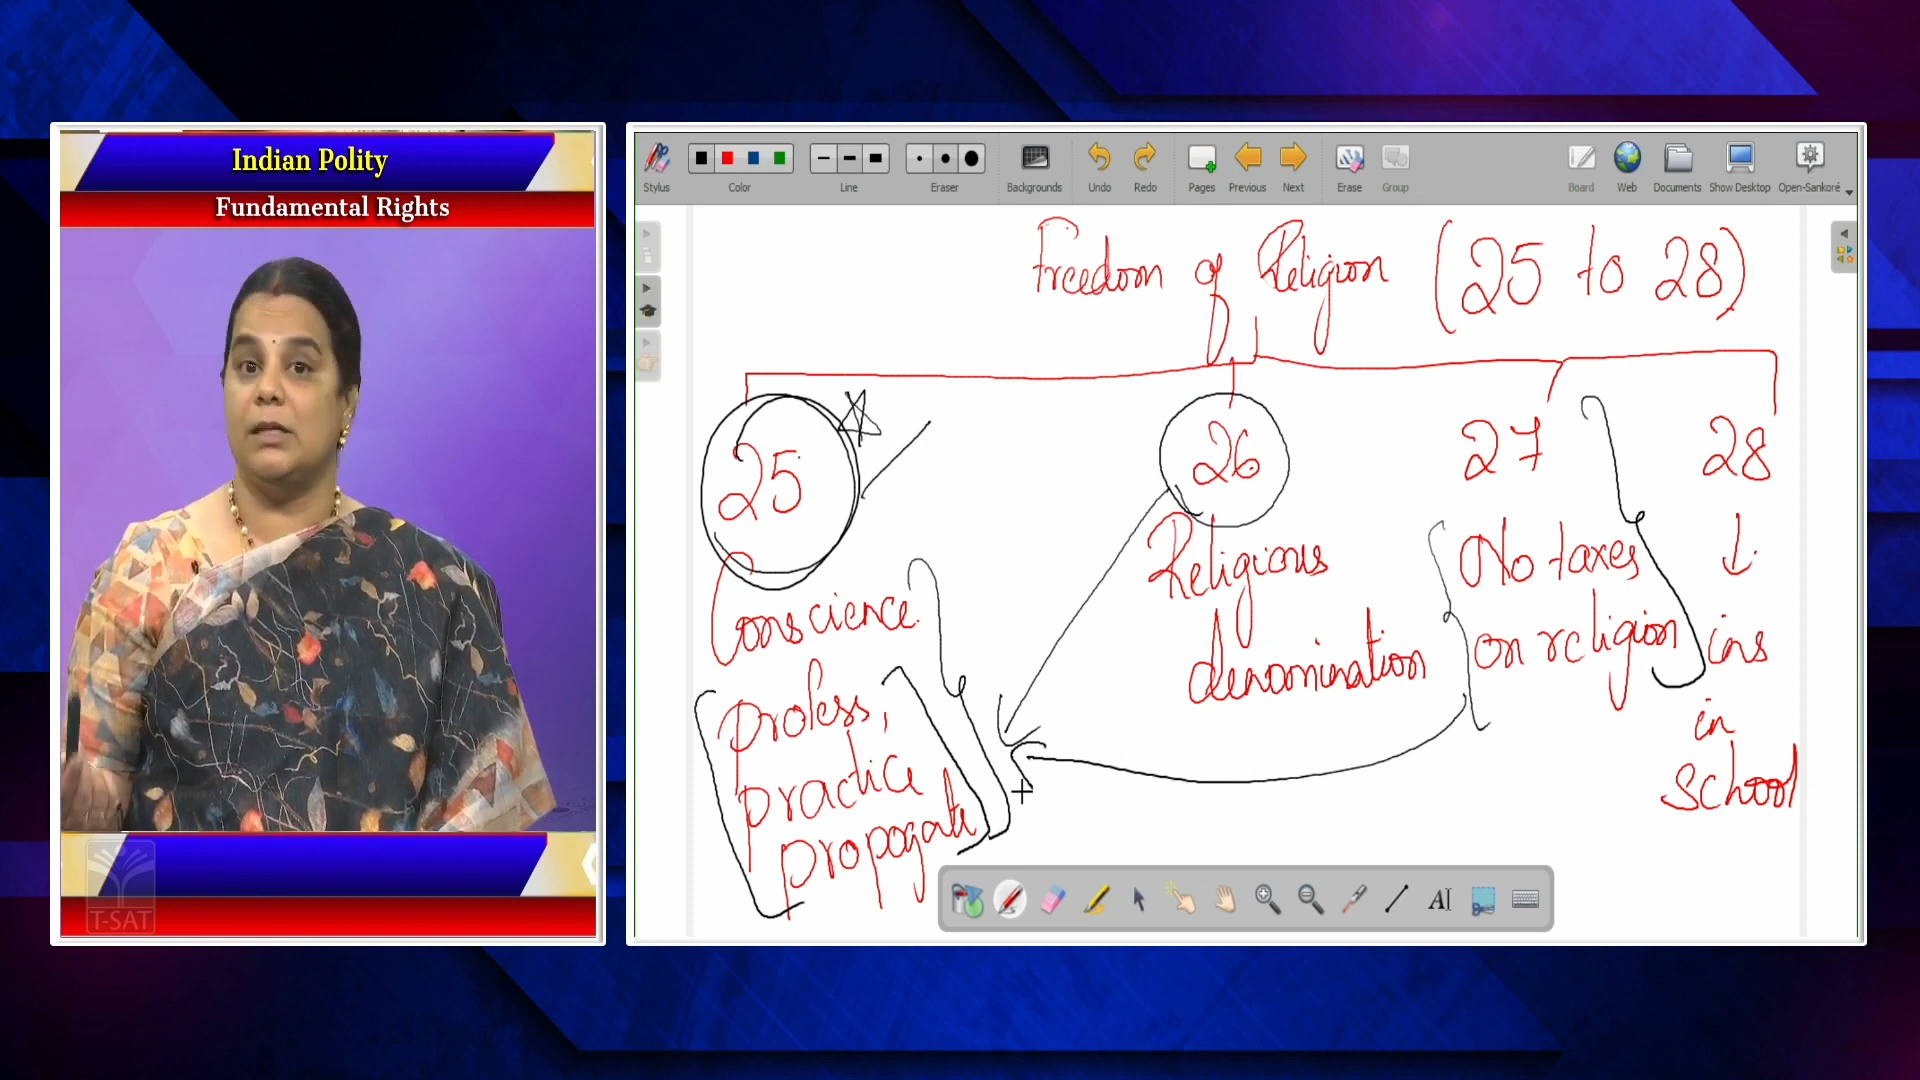 Indian Polity
Fundamental Rights
T-SAT
Stylus
Color
Line
Eraser
Backgrounds
Undo
Redo
Pages
Previous
Next
Erase
Group
Board
Web
Documents
Show Desktop
Open-Sankoré
Freedom of Religion (25 to 28)
25
Conscience
profess,
practice
propogate
26
Religious
denomination
27
No taxes
on religion
28
ins
in
school
AI